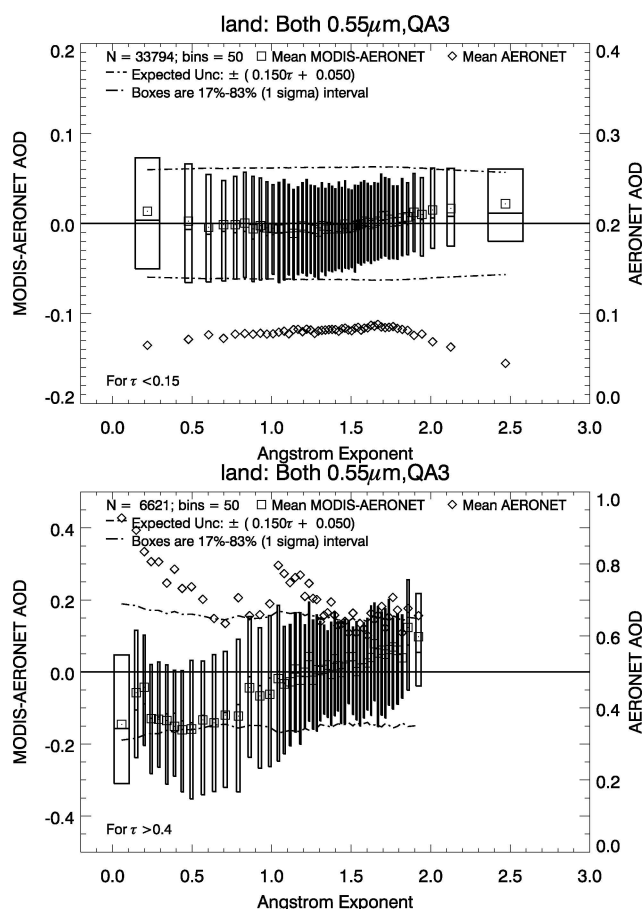 land: Both 0.55μm,QA3
N = 33794; bins = 50 □ Mean MODIS-AERONET ◇ Mean AERONET
Expected Unc: ± ( 0.150τ + 0.050)
Boxes are 17%-83% (1 sigma) interval
0.2
0.1
0.0
-0.1
-0.2
MODIS-AERONET AOD
0.4
0.3
0.2
0.1
0.0
AERONET AOD
For τ <0.15
0.0 0.5 1.0 1.5 2.0 2.5 3.0
Angstrom Exponent
land: Both 0.55μm,QA3
N = 6621; bins = 50 □ Mean MODIS-AERONET ◇ Mean AERONET
Expected Unc: ± ( 0.150τ + 0.050)
Boxes are 17%-83% (1 sigma) interval
0.4
0.2
0.0
-0.2
-0.4
MODIS-AERONET AOD
1.0
0.8
0.6
0.4
0.2
0.0
AERONET AOD
For τ >0.4
0.0 0.5 1.0 1.5 2.0 2.5 3.0
Angstrom Exponent